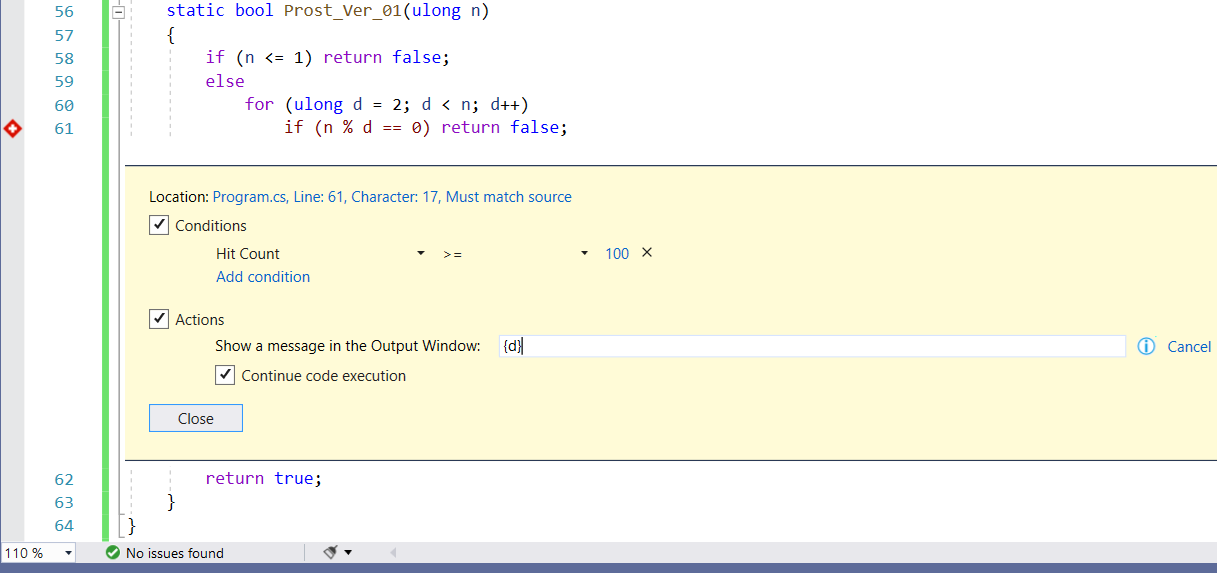 56 static bool Prost_Ver_01(ulong n)
57 {
58 if (n <= 1) return false;
59 else
60 for (ulong d = 2; d < n; d++)
61 if (n % d == 0) return false;
Location: Program.cs, Line: 61, Character: 17, Must match source
Conditions
Hit Count >= 100
Add condition
Actions
Show a message in the Output Window: {d} Cancel
Continue code execution
Close
62 return true;
63 }
64 }
110 % No issues found